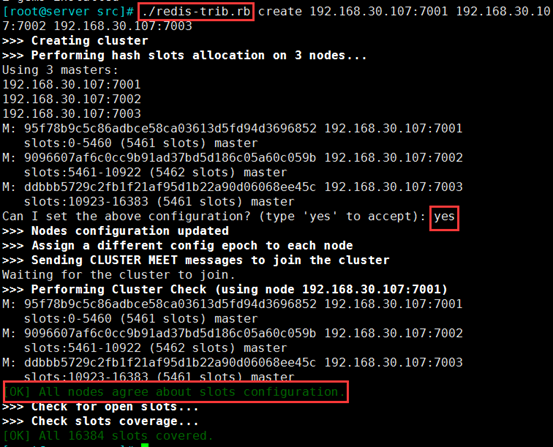 [root@server src]# ./redis-trib.rb create 192.168.30.107:7001 192.168.30.10
7:7002 192.168.30.107:7003
>>> Creating cluster
>>> Performing hash slots allocation on 3 nodes...
Using 3 masters:
192.168.30.107:7001
192.168.30.107:7002
192.168.30.107:7003
M: 95f78b9c5c86adbce58ca03613d5fd94d3696852 192.168.30.107:7001
   slots:0-5460 (5461 slots) master
M: 9096607af6c0cc9b91ad37bd5d186c05a60c059b 192.168.30.107:7002
   slots:5461-10922 (5462 slots) master
M: ddbbb5729c2fb1f21af95d1b22a90d06068ee45c 192.168.30.107:7003
   slots:10923-16383 (5461 slots) master
Can I set the above configuration? (type 'yes' to accept): yes
>>> Nodes configuration updated
>>> Assign a different config epoch to each node
>>> Sending CLUSTER MEET messages to join the cluster
Waiting for the cluster to join.
>>> Performing Cluster Check (using node 192.168.30.107:7001)
M: 95f78b9c5c86adbce58ca03613d5fd94d3696852 192.168.30.107:7001
   slots:0-5460 (5461 slots) master
M: 9096607af6c0cc9b91ad37bd5d186c05a60c059b 192.168.30.107:7002
   slots:5461-10922 (5462 slots) master
M: ddbbb5729c2fb1f21af95d1b22a90d06068ee45c 192.168.30.107:7003
   slots:10923-16383 (5461 slots) master
[OK] All nodes agree about slots configuration.
>>> Check for open slots...
>>> Check slots coverage...
[OK] All 16384 slots covered.